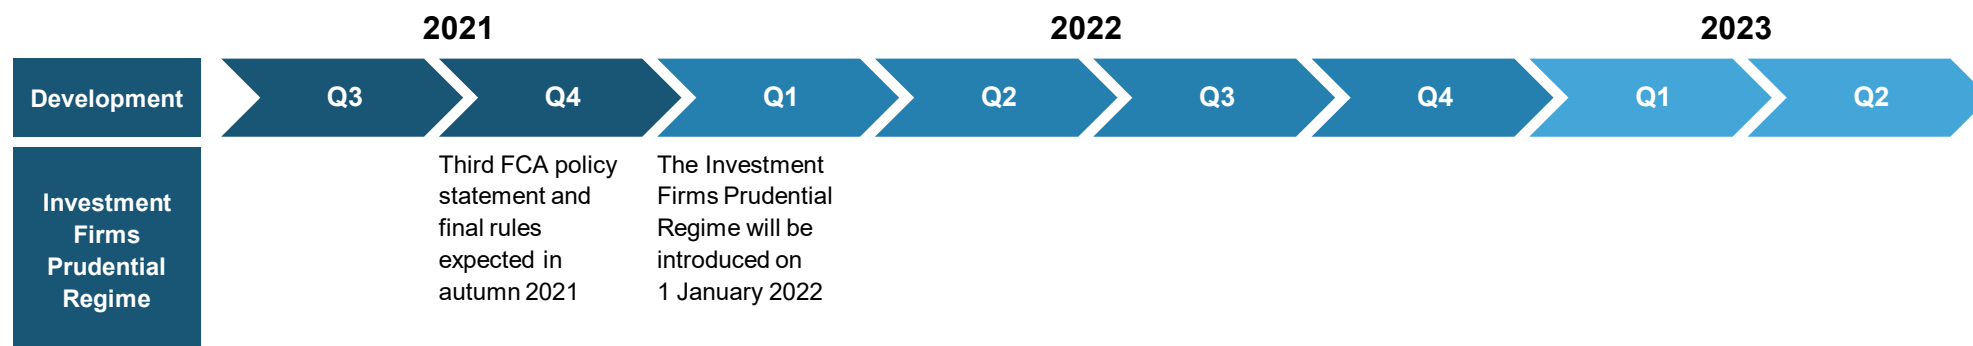 2021 2022 2023
Development Q3 Q4 Q1 Q2 Q3 Q4 Q1 Q2
Investment
Firms
Prudential
Regime
Third FCA policy
statement and
final rules
expected in
autumn 2021
The Investment
Firms Prudential
Regime will be
introduced on
1 January 2022